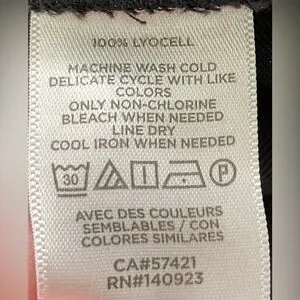 100% LYOCELL
MACHINE WASH COLD
DELICATE CYCLE WITH LIKE
COLORS
ONLY NON-CHLORINE
BLEACH WHEN NEEDED
LINE DRY
COOL IRON WHEN NEEDED
30 P
AVEC DES COULEURS
SEMBLABLES / CON
COLORES SIMILARES
CA#57421
RN#140923